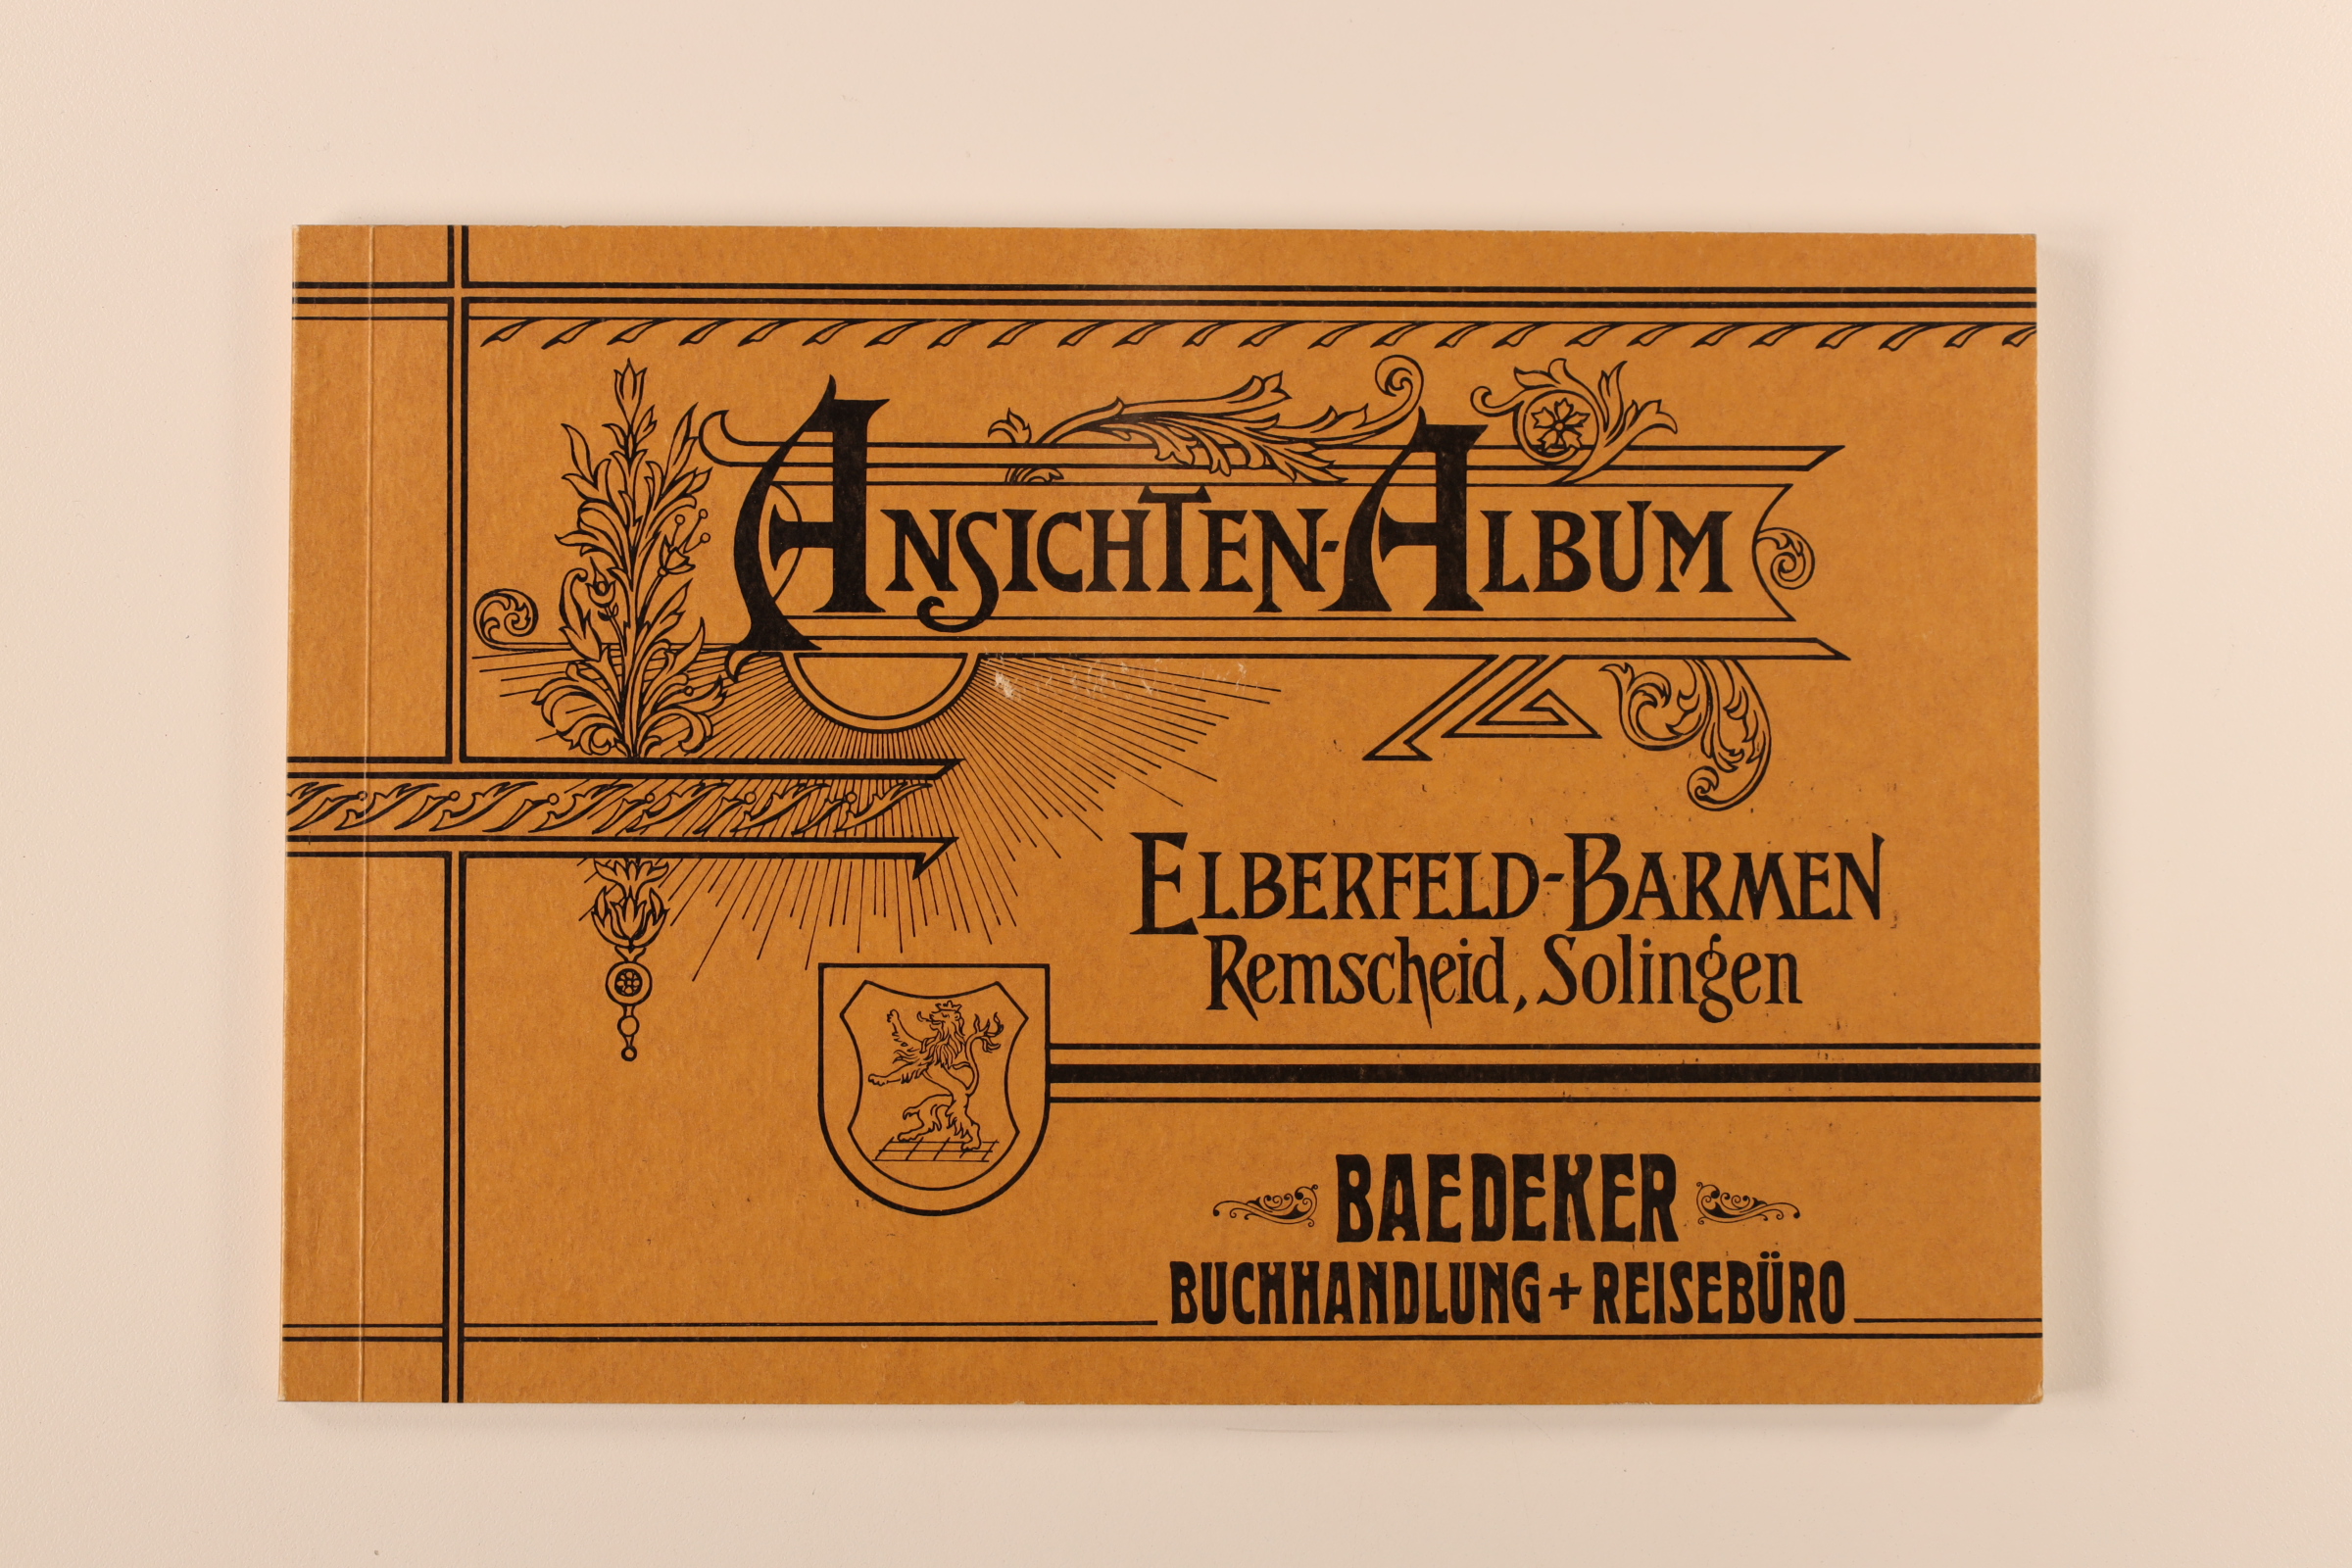 ANSICHTEN-ALBUM
ELBERFELD-BARMEN
Remscheid, Solingen
BAEDEKER
BUCHHANDLUNG + REISEBÜRO